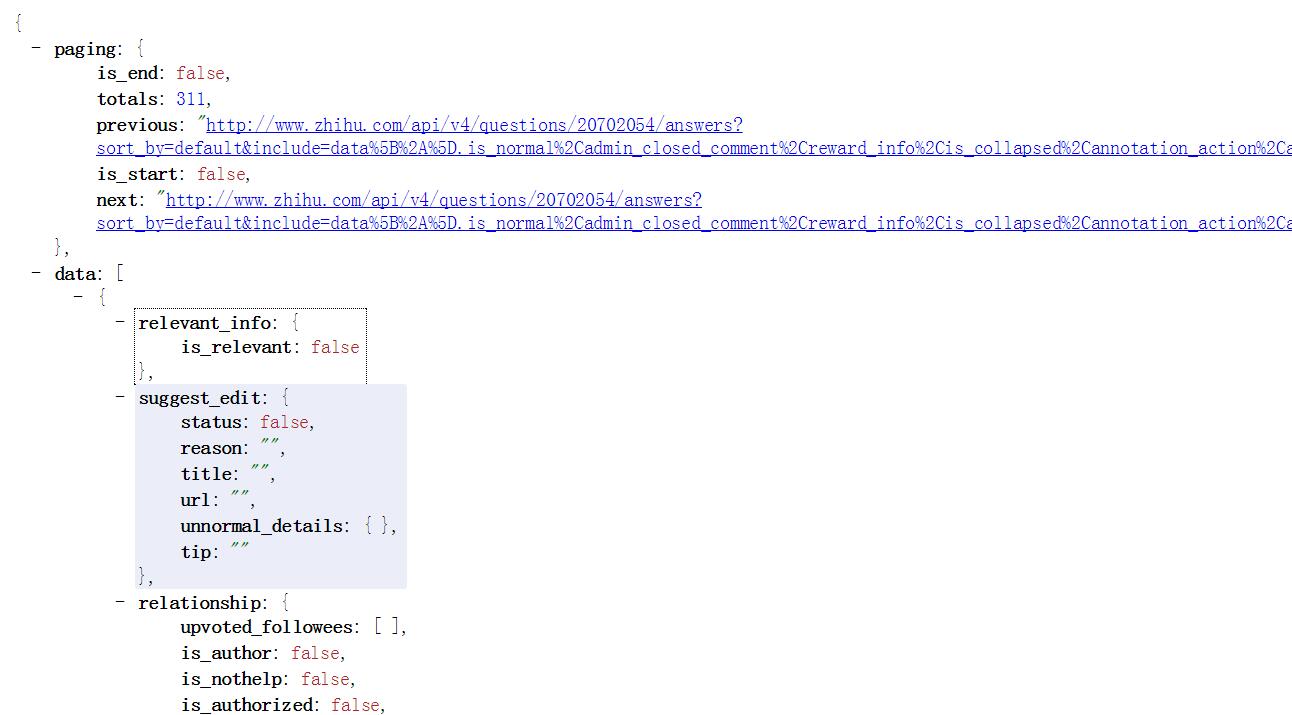 {
- paging: {
is_end: false,
totals: 311,
previous: "http://www.zhihu.com/api/v4/questions/20702054/answers?
sort_by=default&include=data%5B%2A%5D.is_normal%2Cadmin_closed_comment%2Creward_info%2Cis_collapsed%2Cannotation_action%2Ca
is_start: false,
next: "http://www.zhihu.com/api/v4/questions/20702054/answers?
sort_by=default&include=data%5B%2A%5D.is_normal%2Cadmin_closed_comment%2Creward_info%2Cis_collapsed%2Cannotation_action%2Ca
},
- data: [
- {
- relevant_info: {
is_relevant: false
},
- suggest_edit: {
status: false,
reason: "",
title: "",
url: "",
unnormal_details: { },
tip: ""
},
- relationship: {
upvoted_followees: [ ],
is_author: false,
is_nothelp: false,
is_authorized: false,